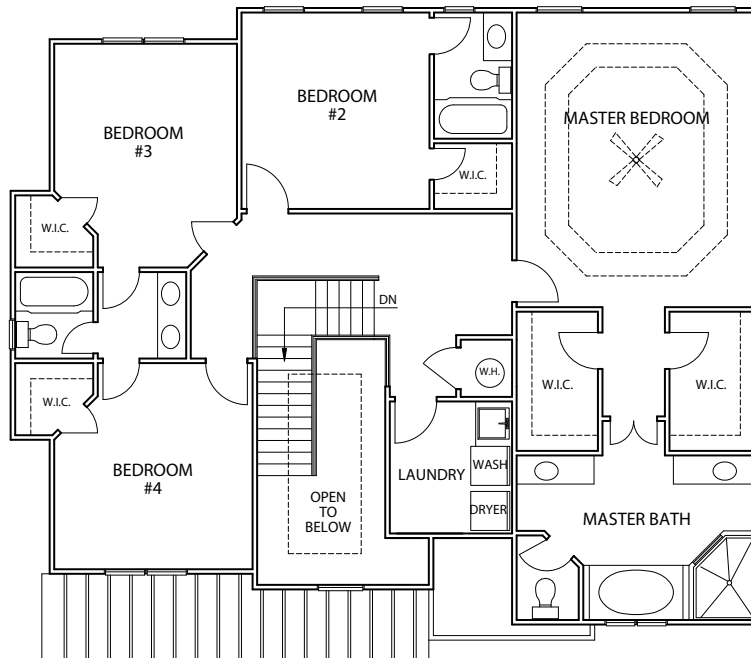 BEDROOM
#3
BEDROOM
#2
MASTER BEDROOM
W.I.C.
W.I.C.
DN
W.H.
W.I.C.
W.I.C.
W.I.C.
BEDROOM
#4
LAUNDRY
WASH
DRYER
OPEN
TO
BELOW
MASTER BATH